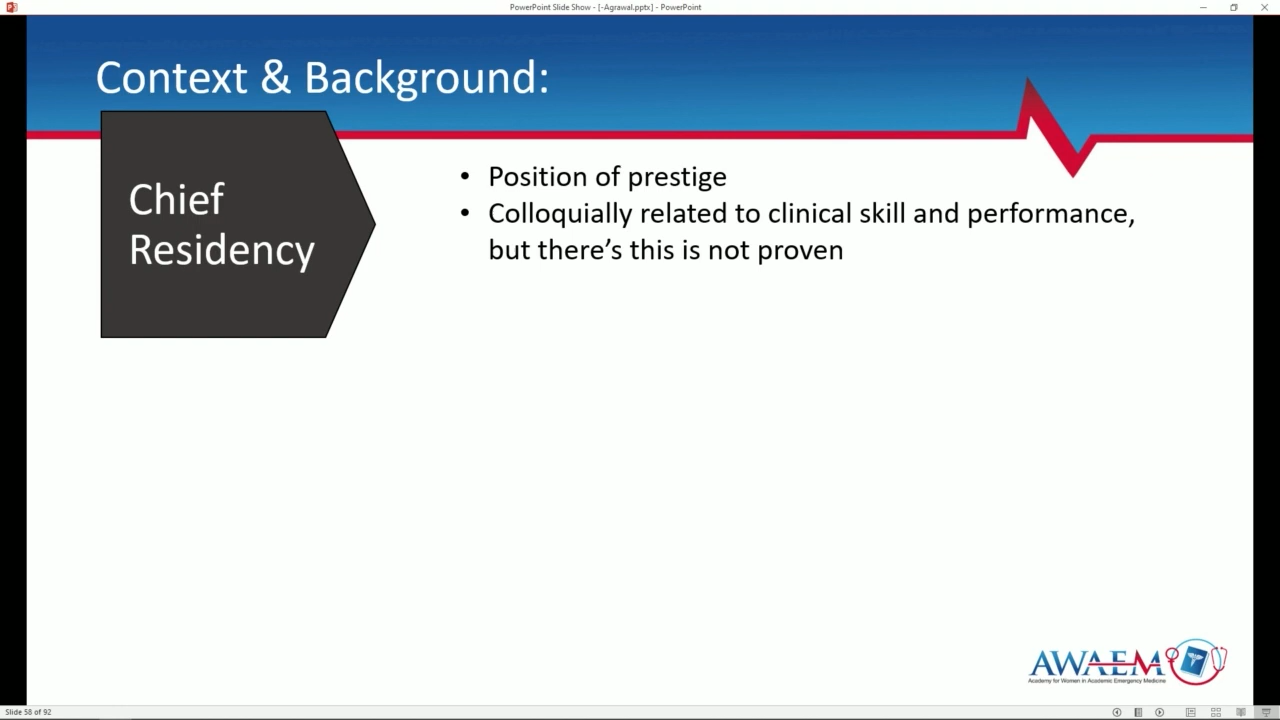 PowerPoint Slide Show - [-Agrawal.pptx] - PowerPoint
Context & Background:
Chief
Residency
• Position of prestige
• Colloquially related to clinical skill and performance,
but there's this is not proven
AWAEM
Academy for Women in Academic Emergency Medicine
Slide 58 of 92